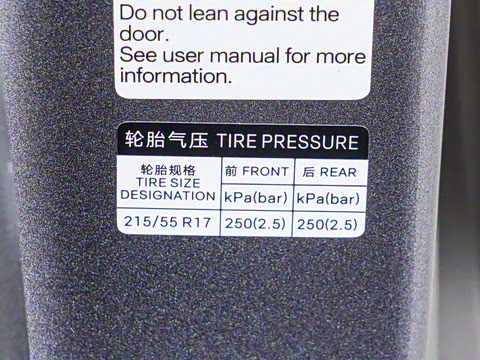 Do not lean against the
door.
See user manual for more
information.
轮胎气压 TIRE PRESSURE
轮胎规格
TIRE SIZE
DESIGNATION
前 FRONT 后 REAR
kPa(bar) kPa(bar)
215/55 R17 250(2.5) 250(2.5)